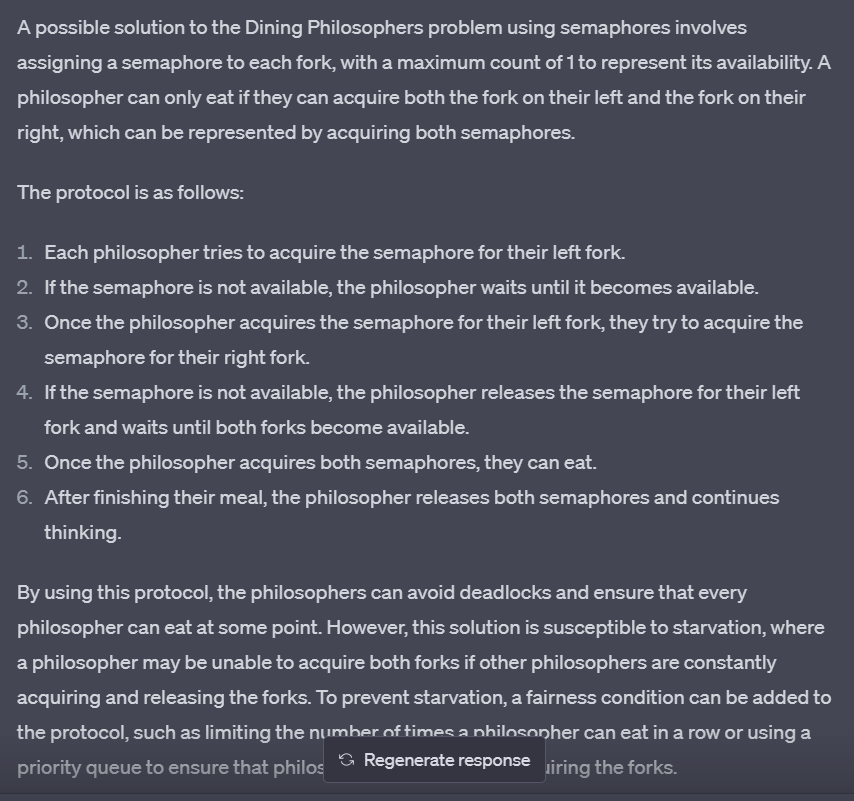 A possible solution to the Dining Philosophers problem using semaphores involves
assigning a semaphore to each fork, with a maximum count of 1 to represent its availability. A
philosopher can only eat if they can acquire both the fork on their left and the fork on their
right, which can be represented by acquiring both semaphores.
The protocol is as follows:
1. Each philosopher tries to acquire the semaphore for their left fork.
2. If the semaphore is not available, the philosopher waits until it becomes available.
3. Once the philosopher acquires the semaphore for their left fork, they try to acquire the
semaphore for their right fork.
4. If the semaphore is not available, the philosopher releases the semaphore for their left
fork and waits until both forks become available.
5. Once the philosopher acquires both semaphores, they can eat.
6. After finishing their meal, the philosopher releases both semaphores and continues
thinking.
By using this protocol, the philosophers can avoid deadlocks and ensure that every
philosopher can eat at some point. However, this solution is susceptible to starvation, where
a philosopher may be unable to acquire both forks if other philosophers are constantly
acquiring and releasing the forks. To prevent starvation, a fairness condition can be added to
the protocol, such as limiting the number of times a philosopher can eat in a row or using a
priority queue to ensure that the forks.
Regenerate response